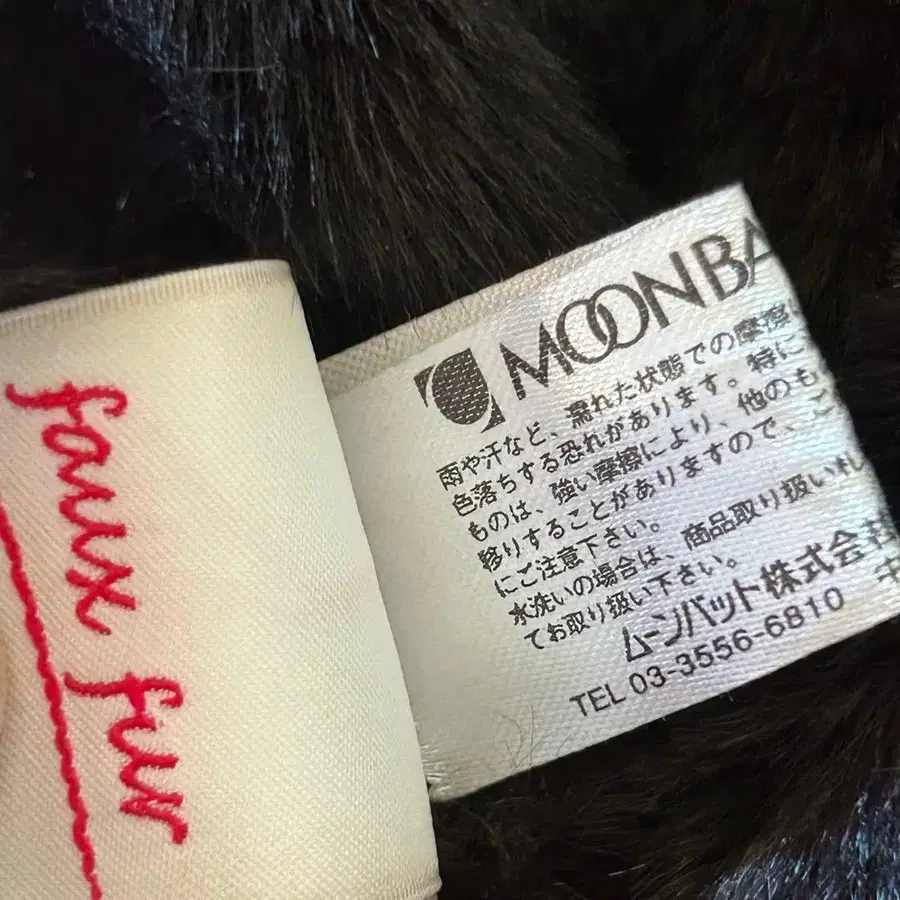 faux fur
MOONBA
雨や汗など、濡れた状態での摩擦
色落ちする恐れがあります。特に
ものは、強い摩擦により、他のも
移りすることがありますので、
にご注意下さい。
水洗いの場合は、商品取り扱い
てお取り扱い下さい。
ムーンバット株式会
TEL 03-3556-6810